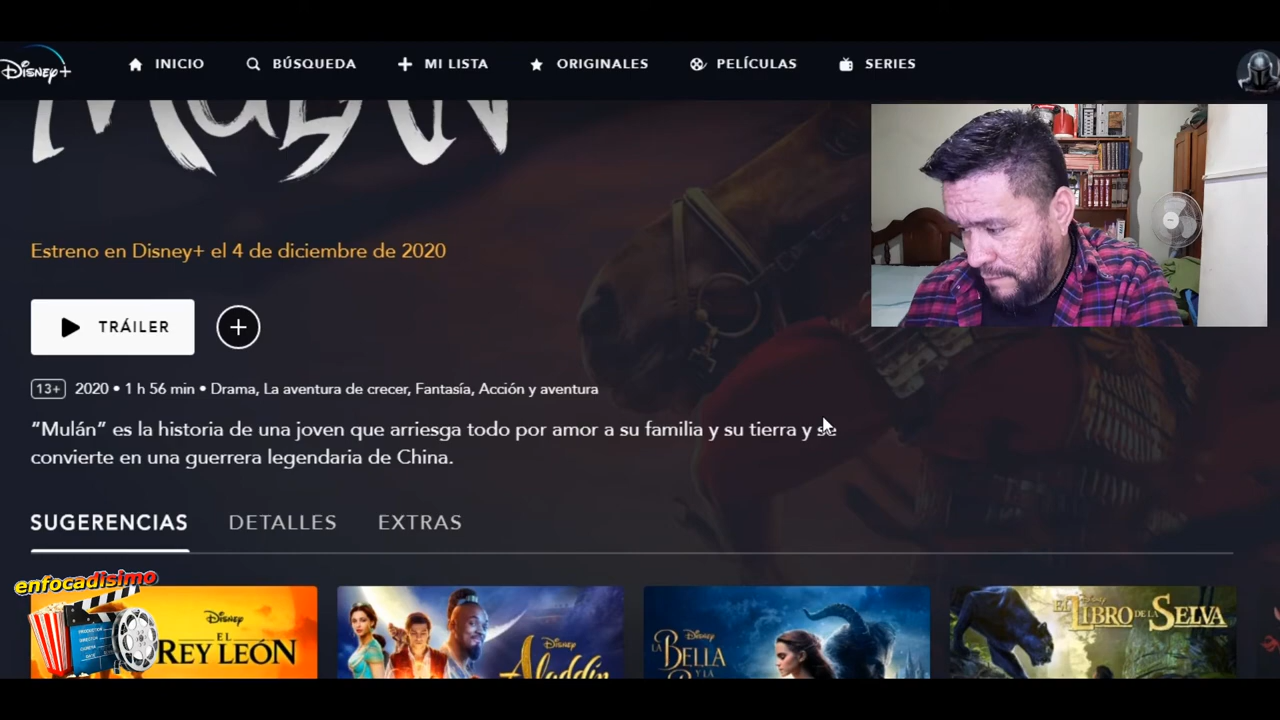 Disney+
INICIO
BÚSQUEDA
MI LISTA
ORIGINALES
PELÍCULAS
SERIES
MULÁN
Estreno en Disney+ el 4 de diciembre de 2020
TRÁILER
13+ 2020 • 1 h 56 min • Drama, La aventura de crecer, Fantasía, Acción y aventura
“Mulán” es la historia de una joven que arriesga todo por amor a su familia y su tierra y se
convierte en una guerrera legendaria de China.
SUGERENCIAS
DETALLES
EXTRAS
enfocadisimo
Disney
EL
REY LEÓN
Disney
Aladdin
Disney
LA
BELLA
Disney
EL LIBRO DE LA SELVA